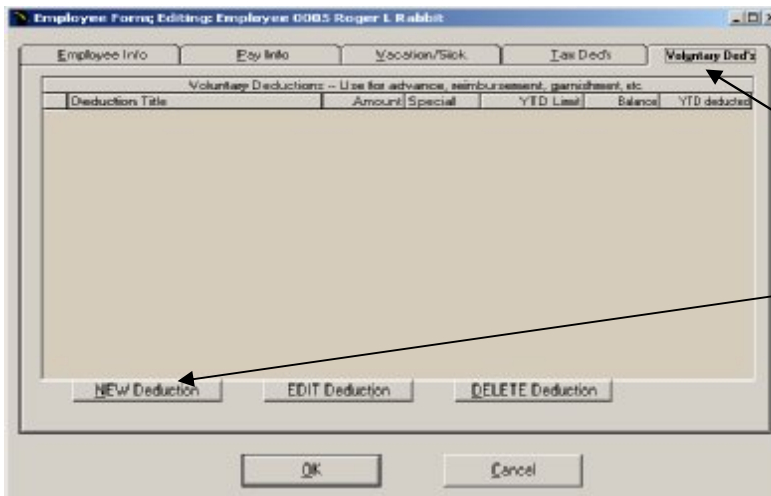 Employee Form; Editing: Employee 0005 Roger L Rabbit
Employee Info Pay Info Vacation/Sick Tax Ded's Voluntary Ded's
Voluntary Deductions -- Use for advance, reimbursement, garnishment, etc
Deduction Title Amount Special YTD Limit Balance YTD deducted
NEW Deduction EDIT Deduction DELETE Deduction
OK Cancel